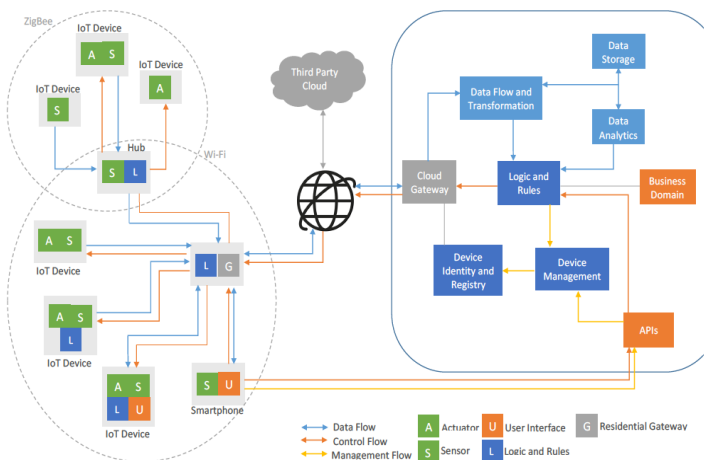 ZigBee
IoT Device
A S
IoT Device
A
IoT Device
S
Hub
S L
Wi-Fi
A S
IoT Device
L G
A S
L
IoT Device
A S
L U
IoT Device
S U
Smartphone
Third Party
Cloud
Cloud
Gateway
Data Flow and
Transformation
Data
Storage
Data
Analytics
Logic and
Rules
Business
Domain
Device
Identity and
Registry
Device
Management
APIs
Data Flow
Control Flow
Management Flow
A Actuator
S Sensor
U User Interface
L Logic and Rules
G Residential Gateway